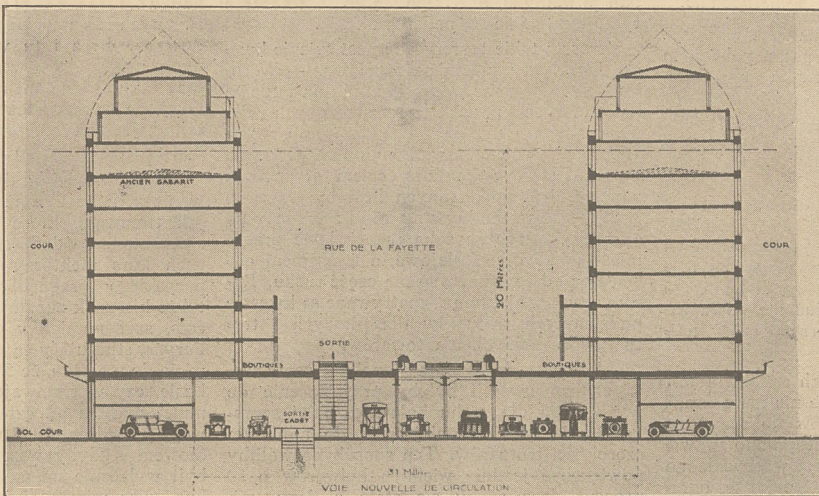 ANCIEN GABARIT
COUR
RUE DE LA FAYETTE
COUR
20 Mètres
SORTIE
BOUTIQUES
BOUTIQUES
SORTIE
CADET
SOL COUR
31 Mètres
VOIE NOUVELLE DE CIRCULATION